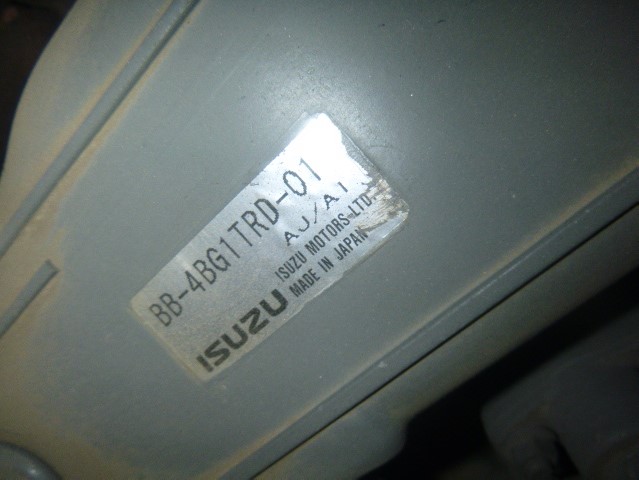 BB-4BG1TRD-01
AJ/A1
ISUZU
ISUZU MOTORS LTD.
MADE IN JAPAN